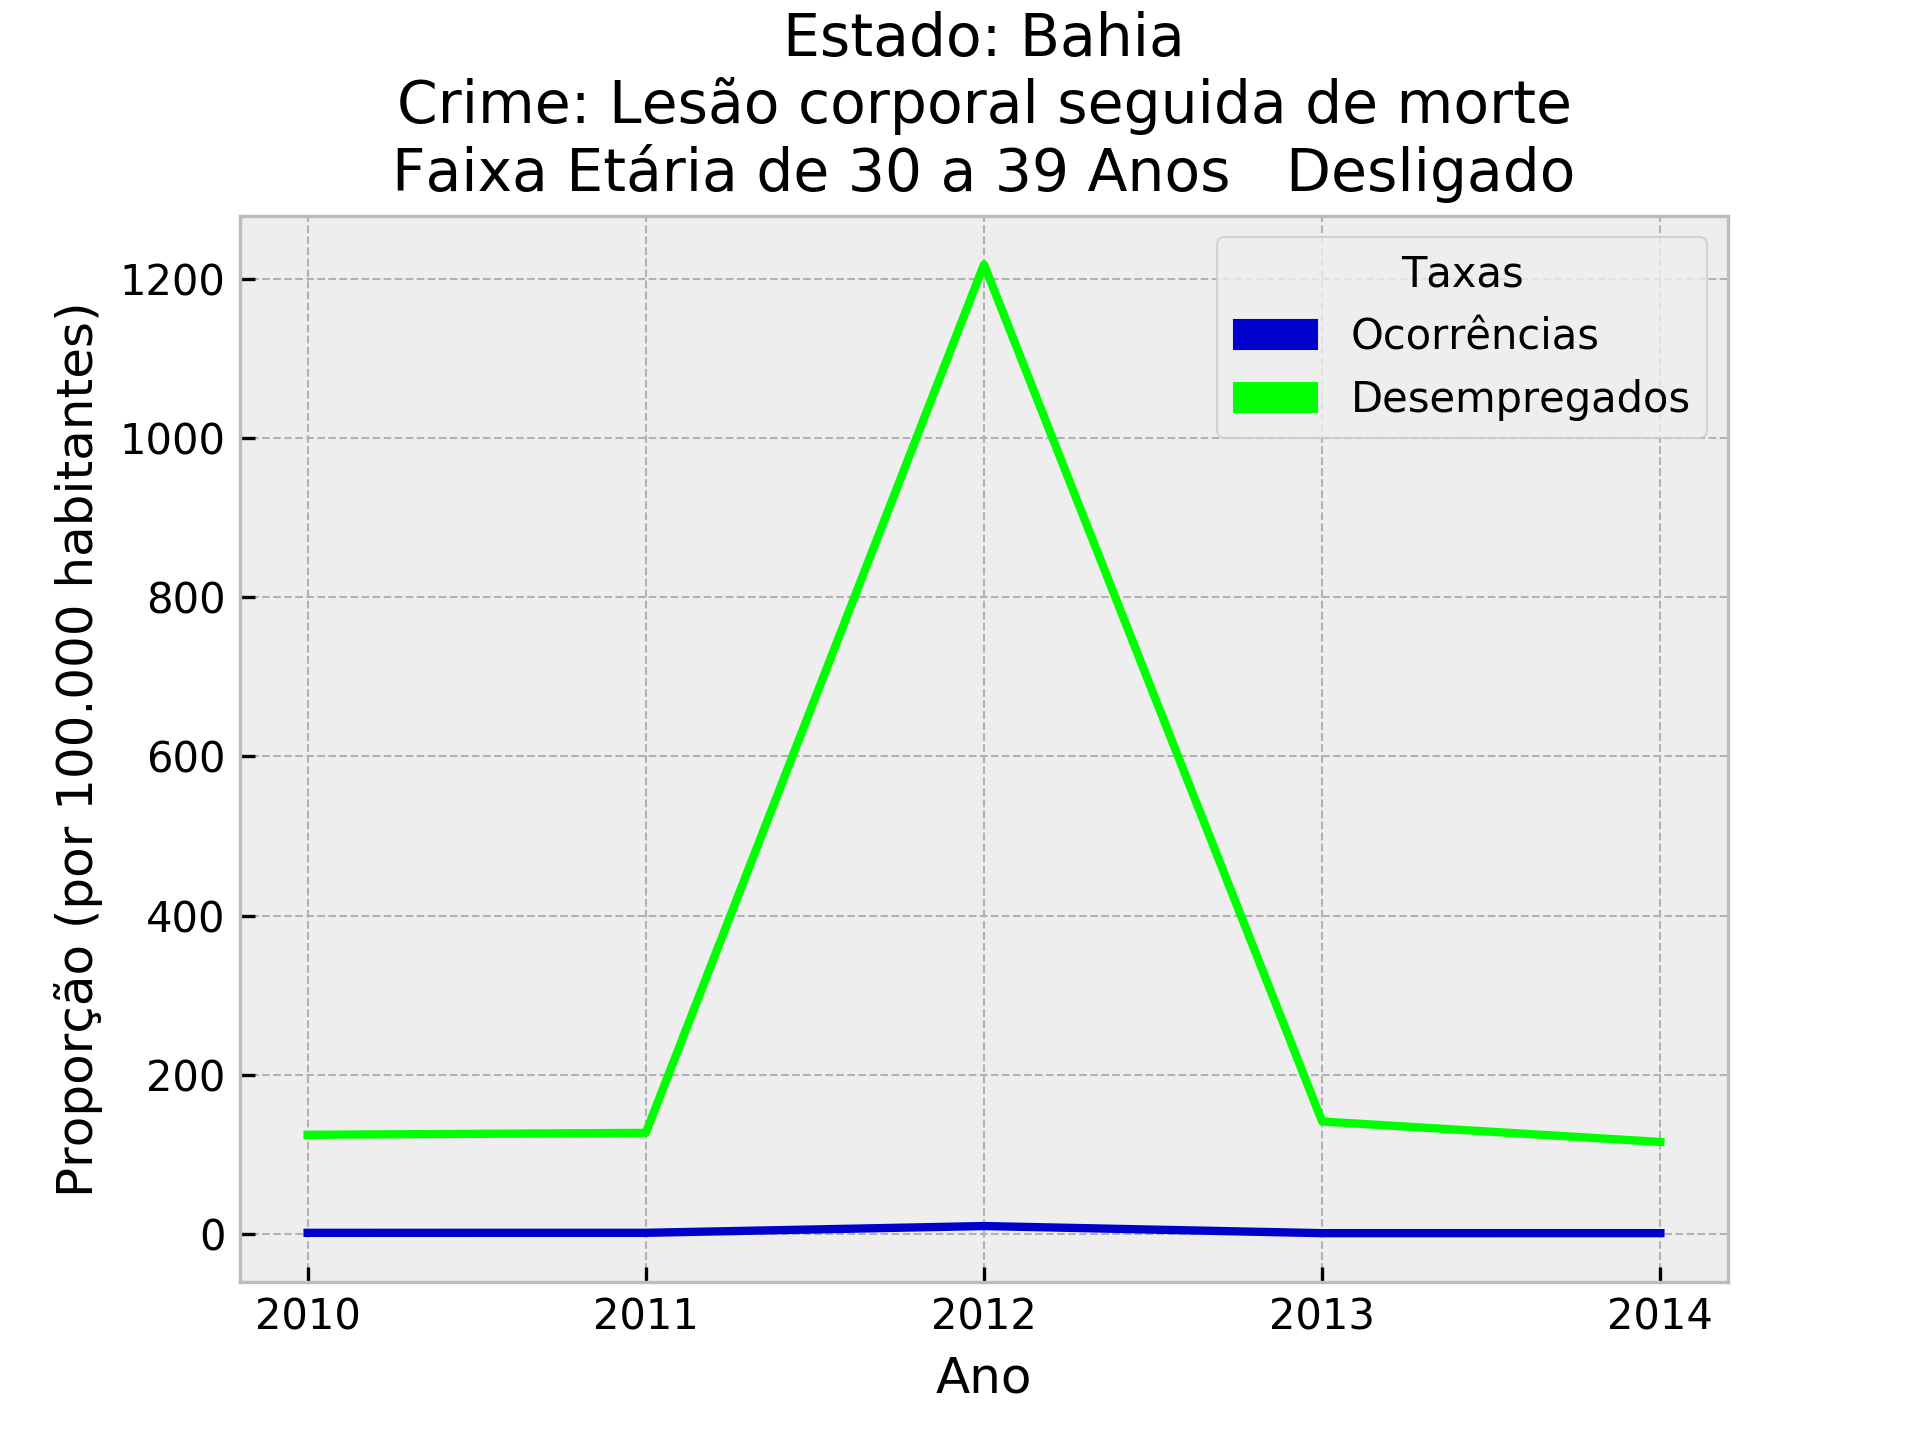 Estado: Bahia
Crime: Lesão corporal seguida de morte
Faixa Etária de 30 a 39 Anos   Desligado
Taxas
Ocorrências
Desempregados
Proporção (por 100.000 habitantes)
1200
1000
800
600
400
200
0
2010 2011 2012 2013 2014
Ano